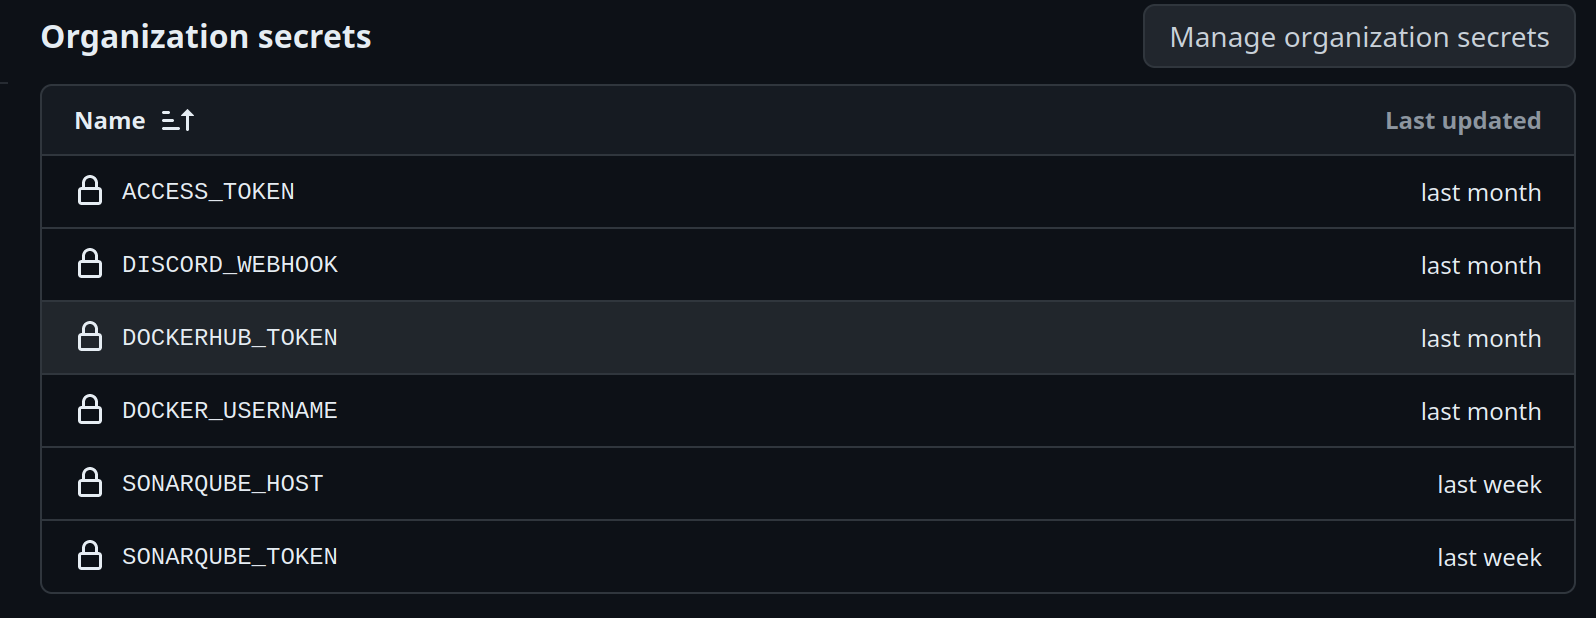 Organization secrets
Manage organization secrets
Name Last updated
ACCESS_TOKEN last month
DISCORD_WEBHOOK last month
DOCKERHUB_TOKEN last month
DOCKER_USERNAME last month
SONARQUBE_HOST last week
SONARQUBE_TOKEN last week